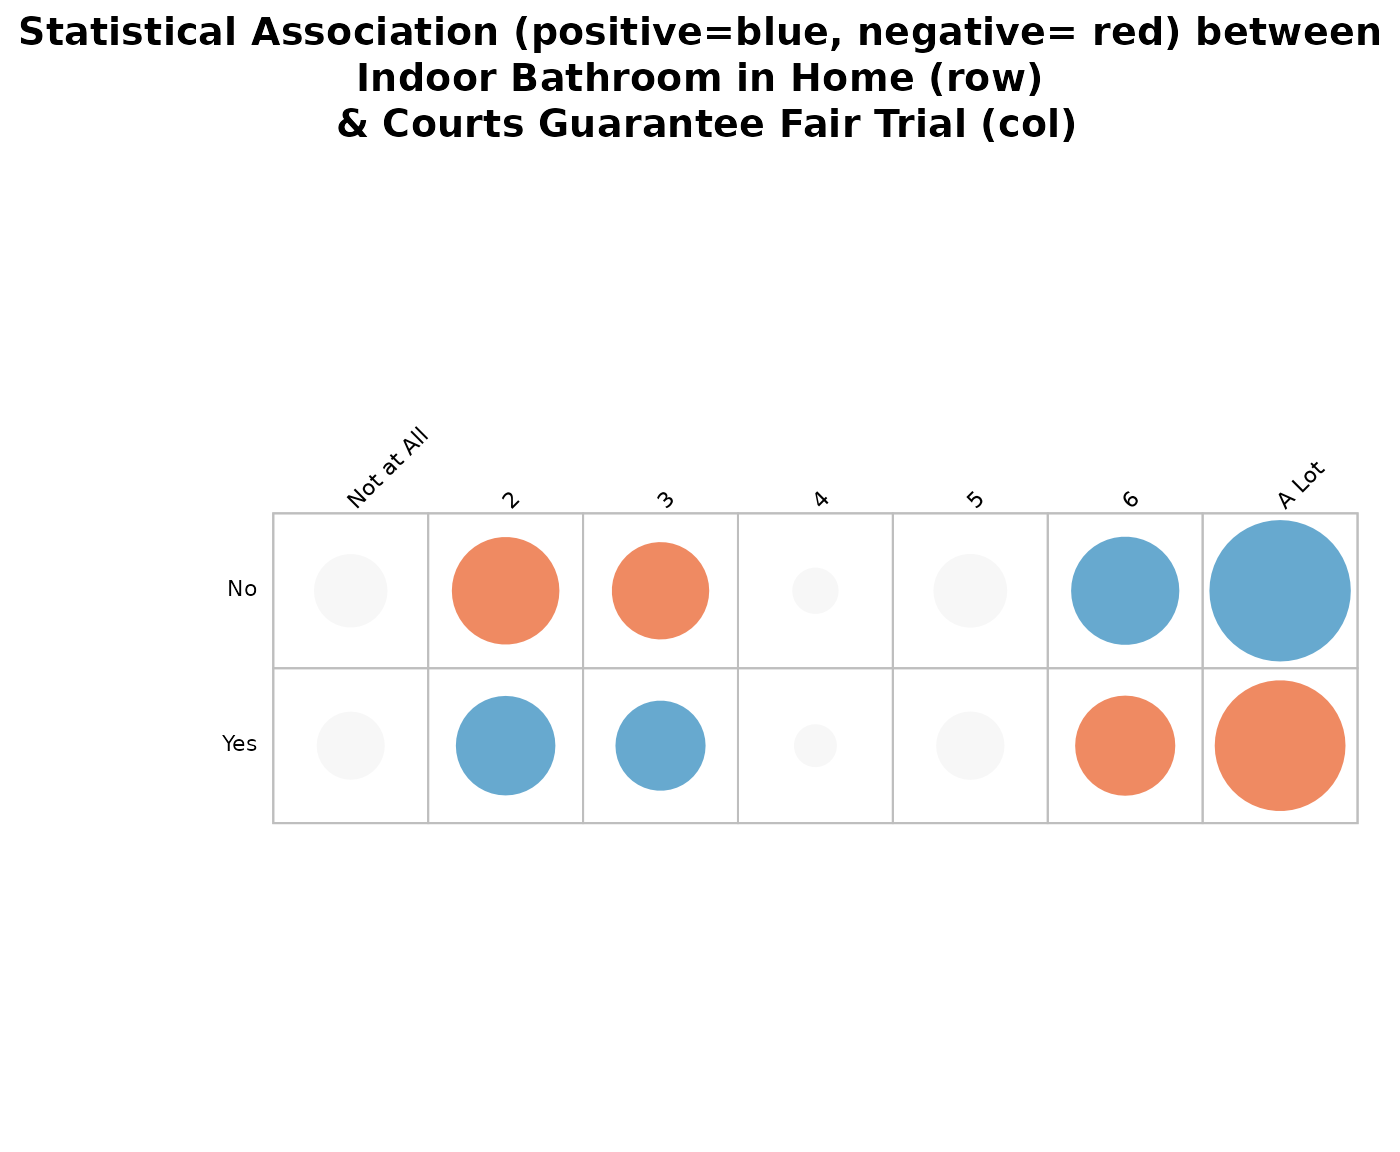 Statistical Association (positive=blue, negative= red) between
Indoor Bathroom in Home (row)
& Courts Guarantee Fair Trial (col)
Not at All
2
3
4
5
6
A Lot
No
Yes